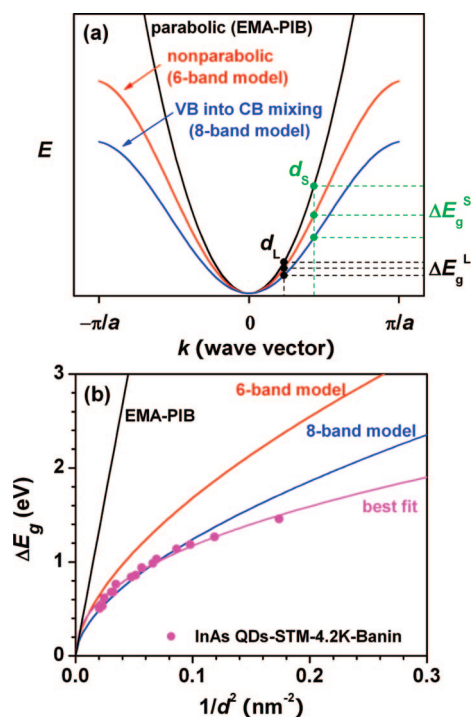 (a)
parabolic (EMA-PIB)
nonparabolic
(6-band model)
VB into CB mixing
(8-band model)
E
d_S
ΔE_g^S
d_L
ΔE_g^L
−π/a
0
π/a
k (wave vector)
(b)
EMA-PIB
6-band model
8-band model
best fit
InAs QDs-STM-4.2K-Banin
3
2
1
0
ΔE_g (eV)
0.0
0.1
0.2
0.3
1/d² (nm⁻²)